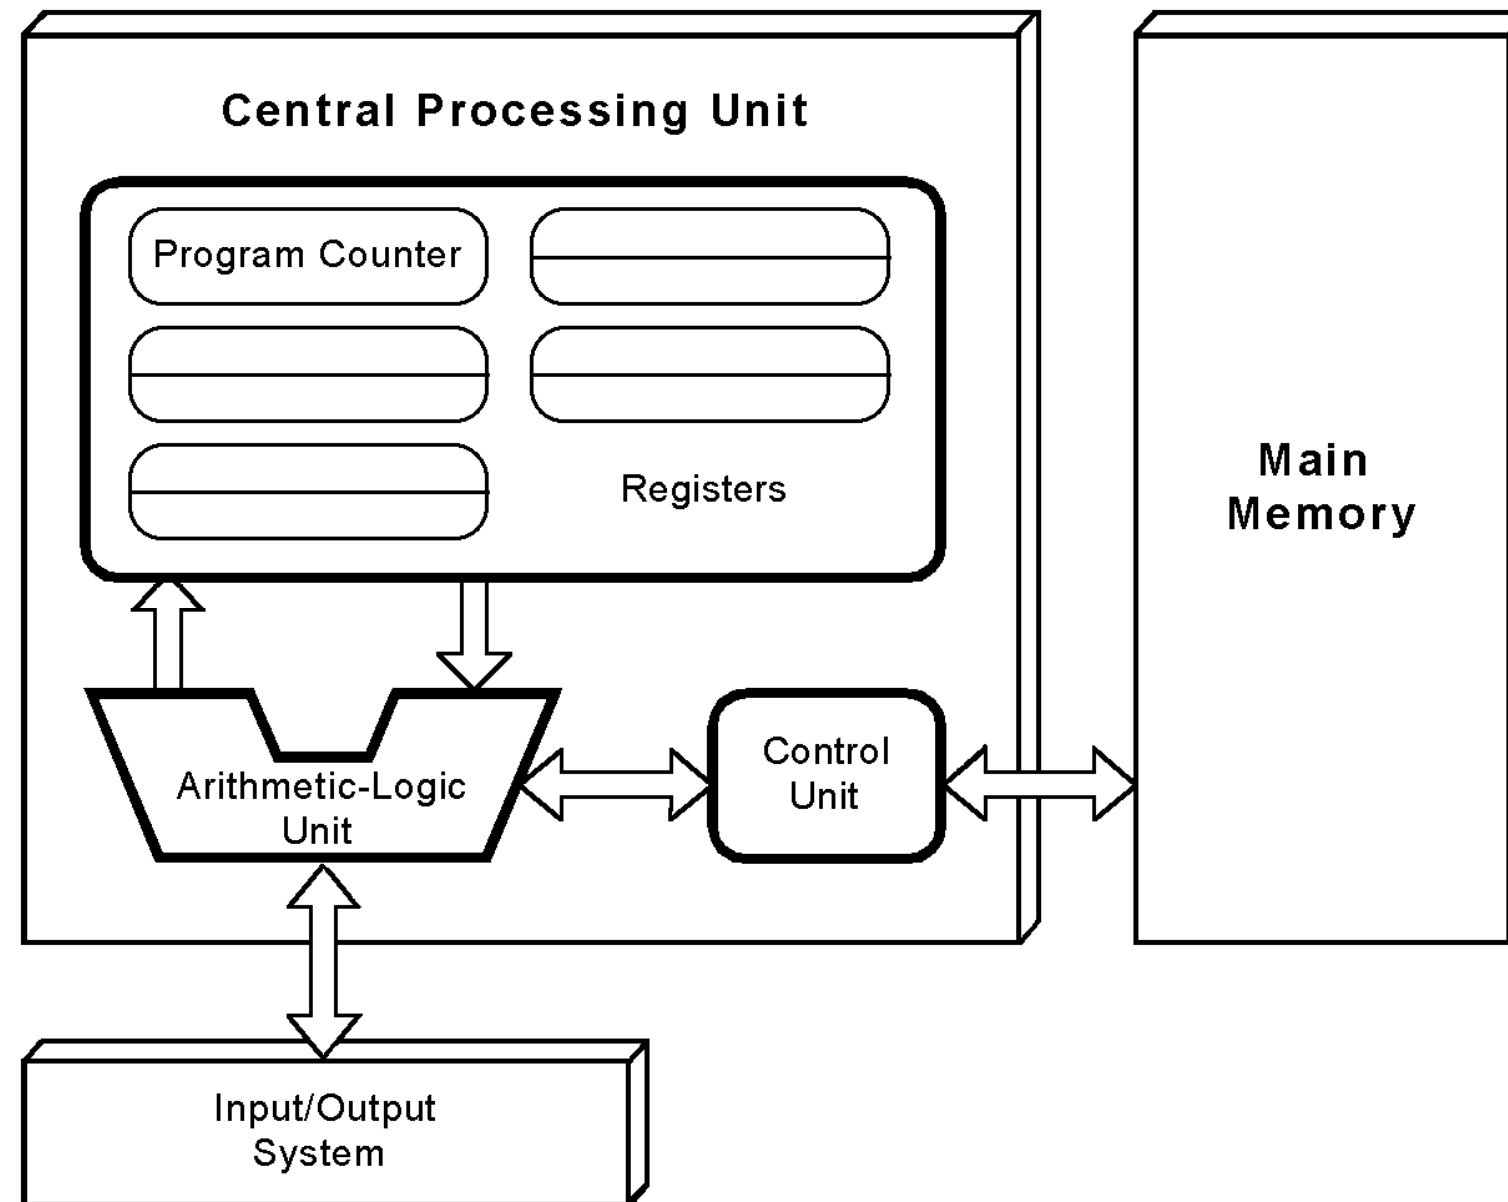 Central Processing Unit
Program Counter
Registers
Arithmetic-Logic
Unit
Control
Unit
Main
Memory
Input/Output
System